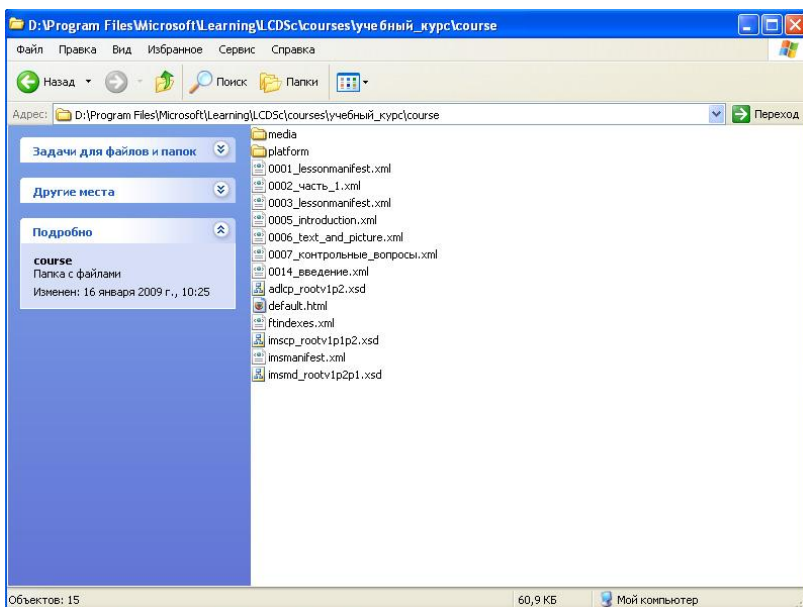 D:\Program Files\Microsoft\Learning\LCDSc\courses\учебный_курс\course
Файл Правка Вид Избранное Сервис Справка
Назад Поиск Папки
Адрес: D:\Program Files\Microsoft\Learning\LCDSc\courses\учебный_курс\course Переход
Задачи для файлов и папок
Другие места
Подробно
course
Папка с файлами
Изменен: 16 января 2009 г., 10:25
media
platform
0001_lessonmanifest.xml
0002_часть_1.xml
0003_lessonmanifest.xml
0005_introduction.xml
0006_text_and_picture.xml
0007_контрольные_вопросы.xml
0014_введение.xml
adlcp_rootv1p2.xsd
default.html
ftindexes.xml
imscp_rootv1p1p2.xsd
imsmanifest.xml
imsmd_rootv1p2p1.xsd
Объектов: 15 60,9 КБ Мой компьютер